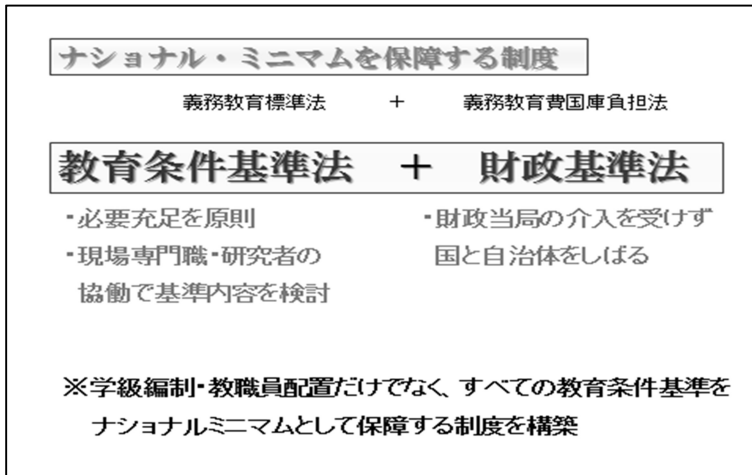 ナショナル・ミニマムを保障する制度
義務教育標準法 + 義務教育費国庫負担法
教育条件基準法 + 財政基準法
・必要充足を原則 ・財政当局の介入を受けず
・現場専門職・研究者の 国と自治体をしばる
協働で基準内容を検討
※学級編制・教職員配置だけでなく、すべての教育条件基準を
ナショナルミニマムとして保障する制度を構築